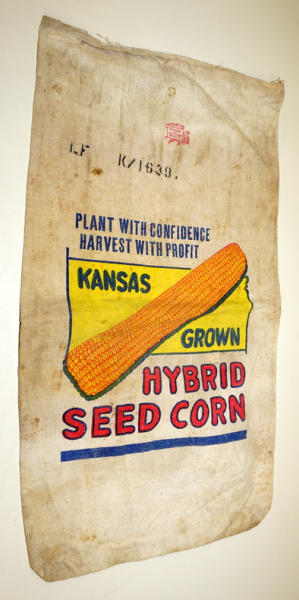 LF K/1639.
PLANT WITH CONFIDENCE
HARVEST WITH PROFIT
KANSAS
GROWN
HYBRID
SEED CORN